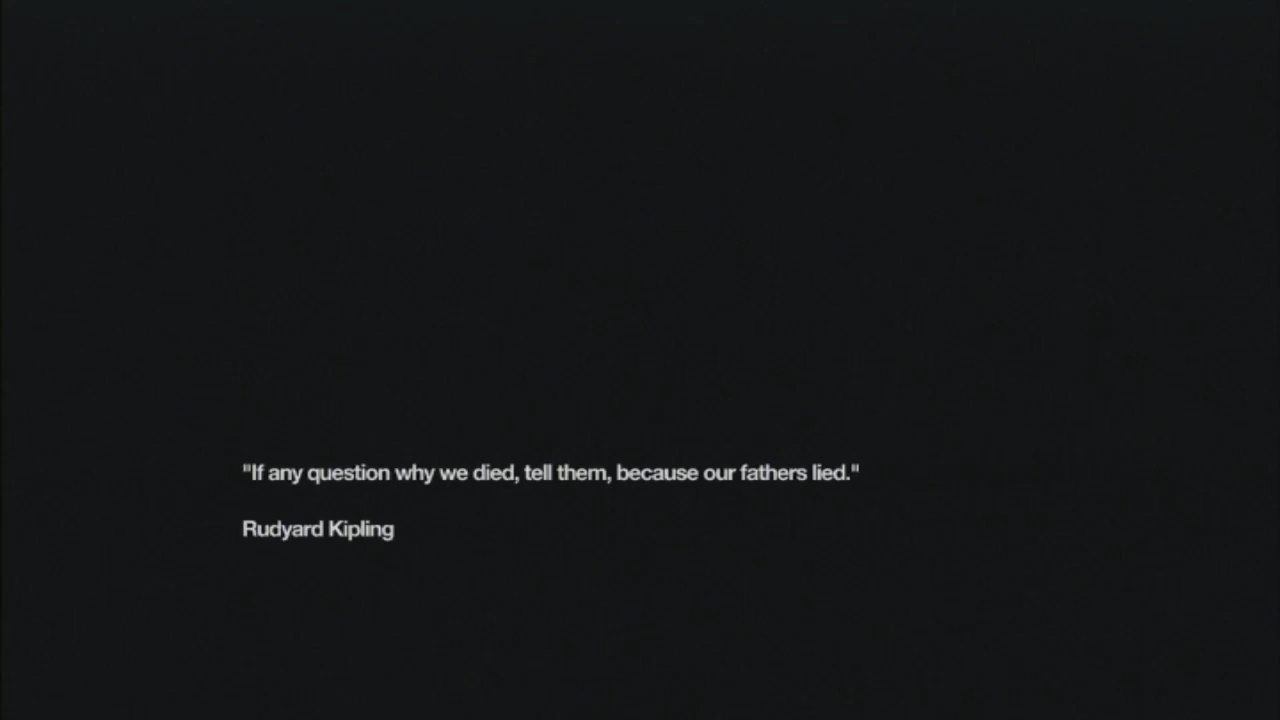 "If any question why we died, tell them, because our fathers lied."
Rudyard Kipling